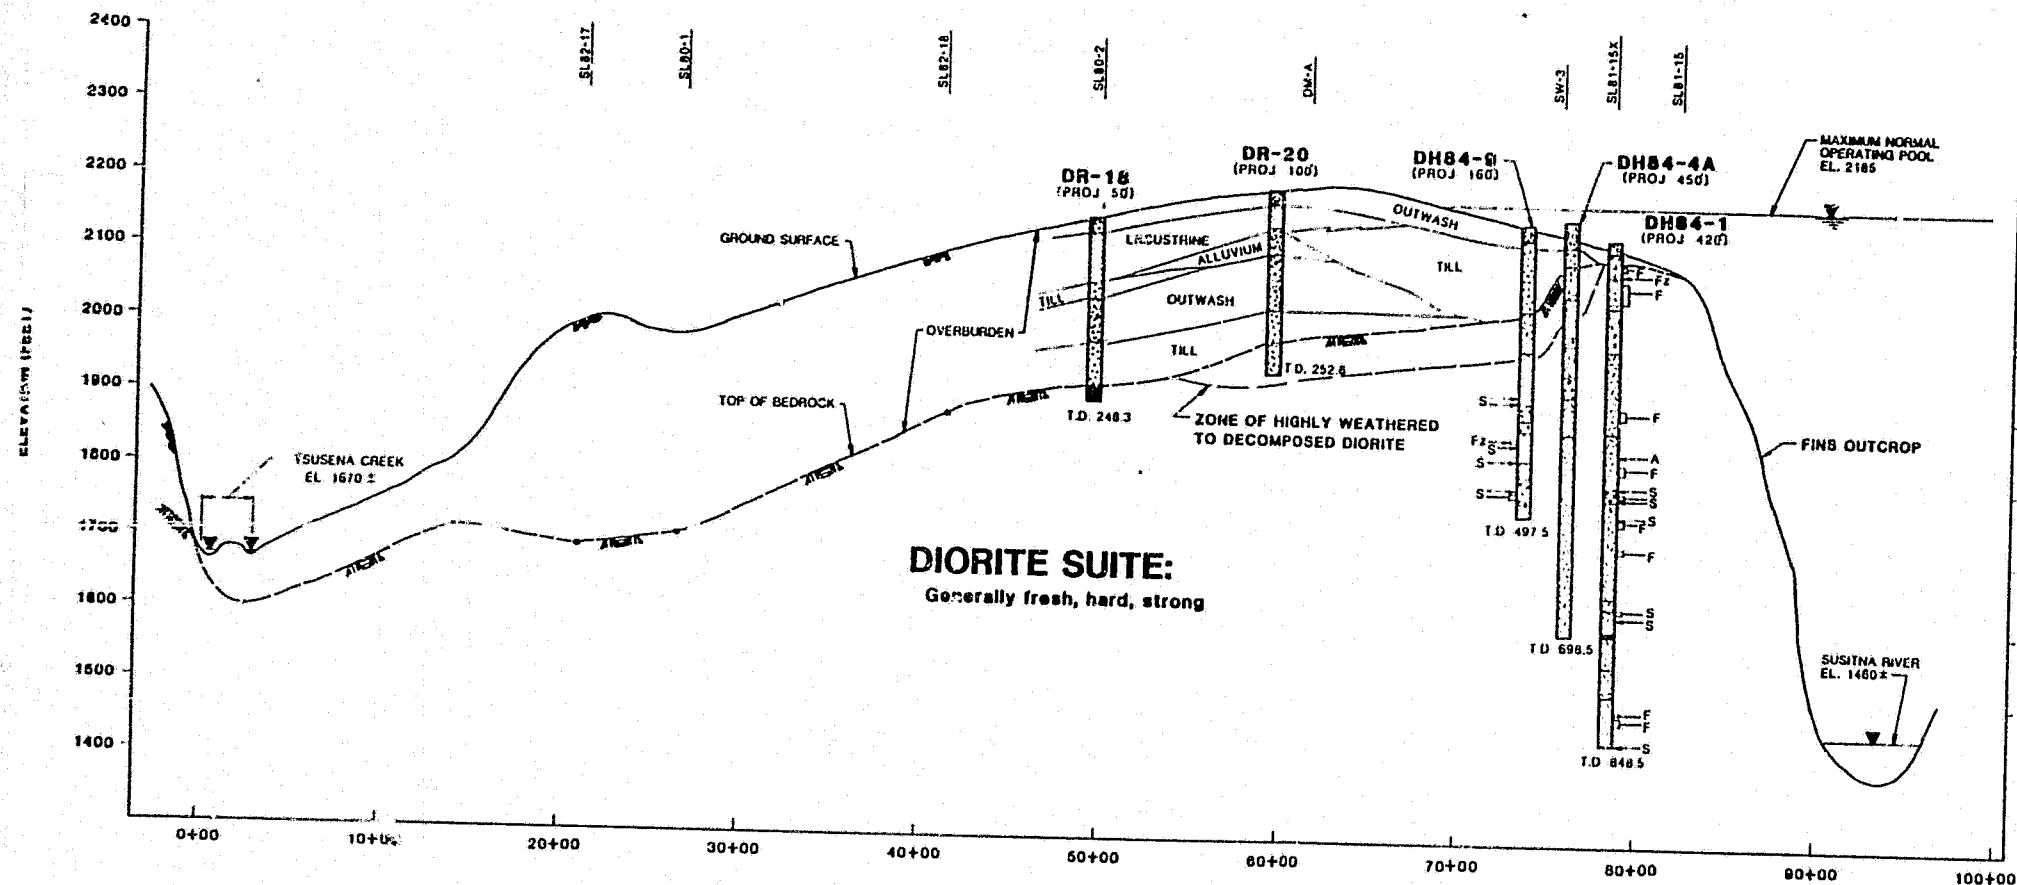 2400
2300
2200
2100
2000
1900
1800
1700
1600
1500
1400
SL82-17
SL80-1
SL82-18
SL80-2
DM-A
SW-3
SL81-15X
SL81-15
DR-18
(PROJ 50')
DR-20
(PROJ 100')
DH84-9
(PROJ 160')
DH84-4A
(PROJ 450')
DH84-1
(PROJ 420')
MAXIMUM NORMAL
OPERATING POOL
EL. 2185
GROUND SURFACE
OVERBURDEN
TOP OF BEDROCK
LACUSTRINE
ALLUVIUM
TILL
OUTWASH
TILL
OUTWASH
TILL
T.D. 248.3
T.D. 252.6
ZONE OF HIGHLY WEATHERED
TO DECOMPOSED DIORITE
TSUSENA CREEK
EL. 1670 ±
DIORITE SUITE:
Generally fresh, hard, strong
S
Fz
S
S
S
T.D 497.5
T.D 698.5
F
Fz
F
F
A
F
S
S
S
F
F
S
S
F
F
S
T.D 848.5
FINS OUTCROP
SUSITNA RIVER
EL. 1460 ±
0+00
20+00
30+00
40+00
50+00
60+00
70+00
80+00
90+00
100+00